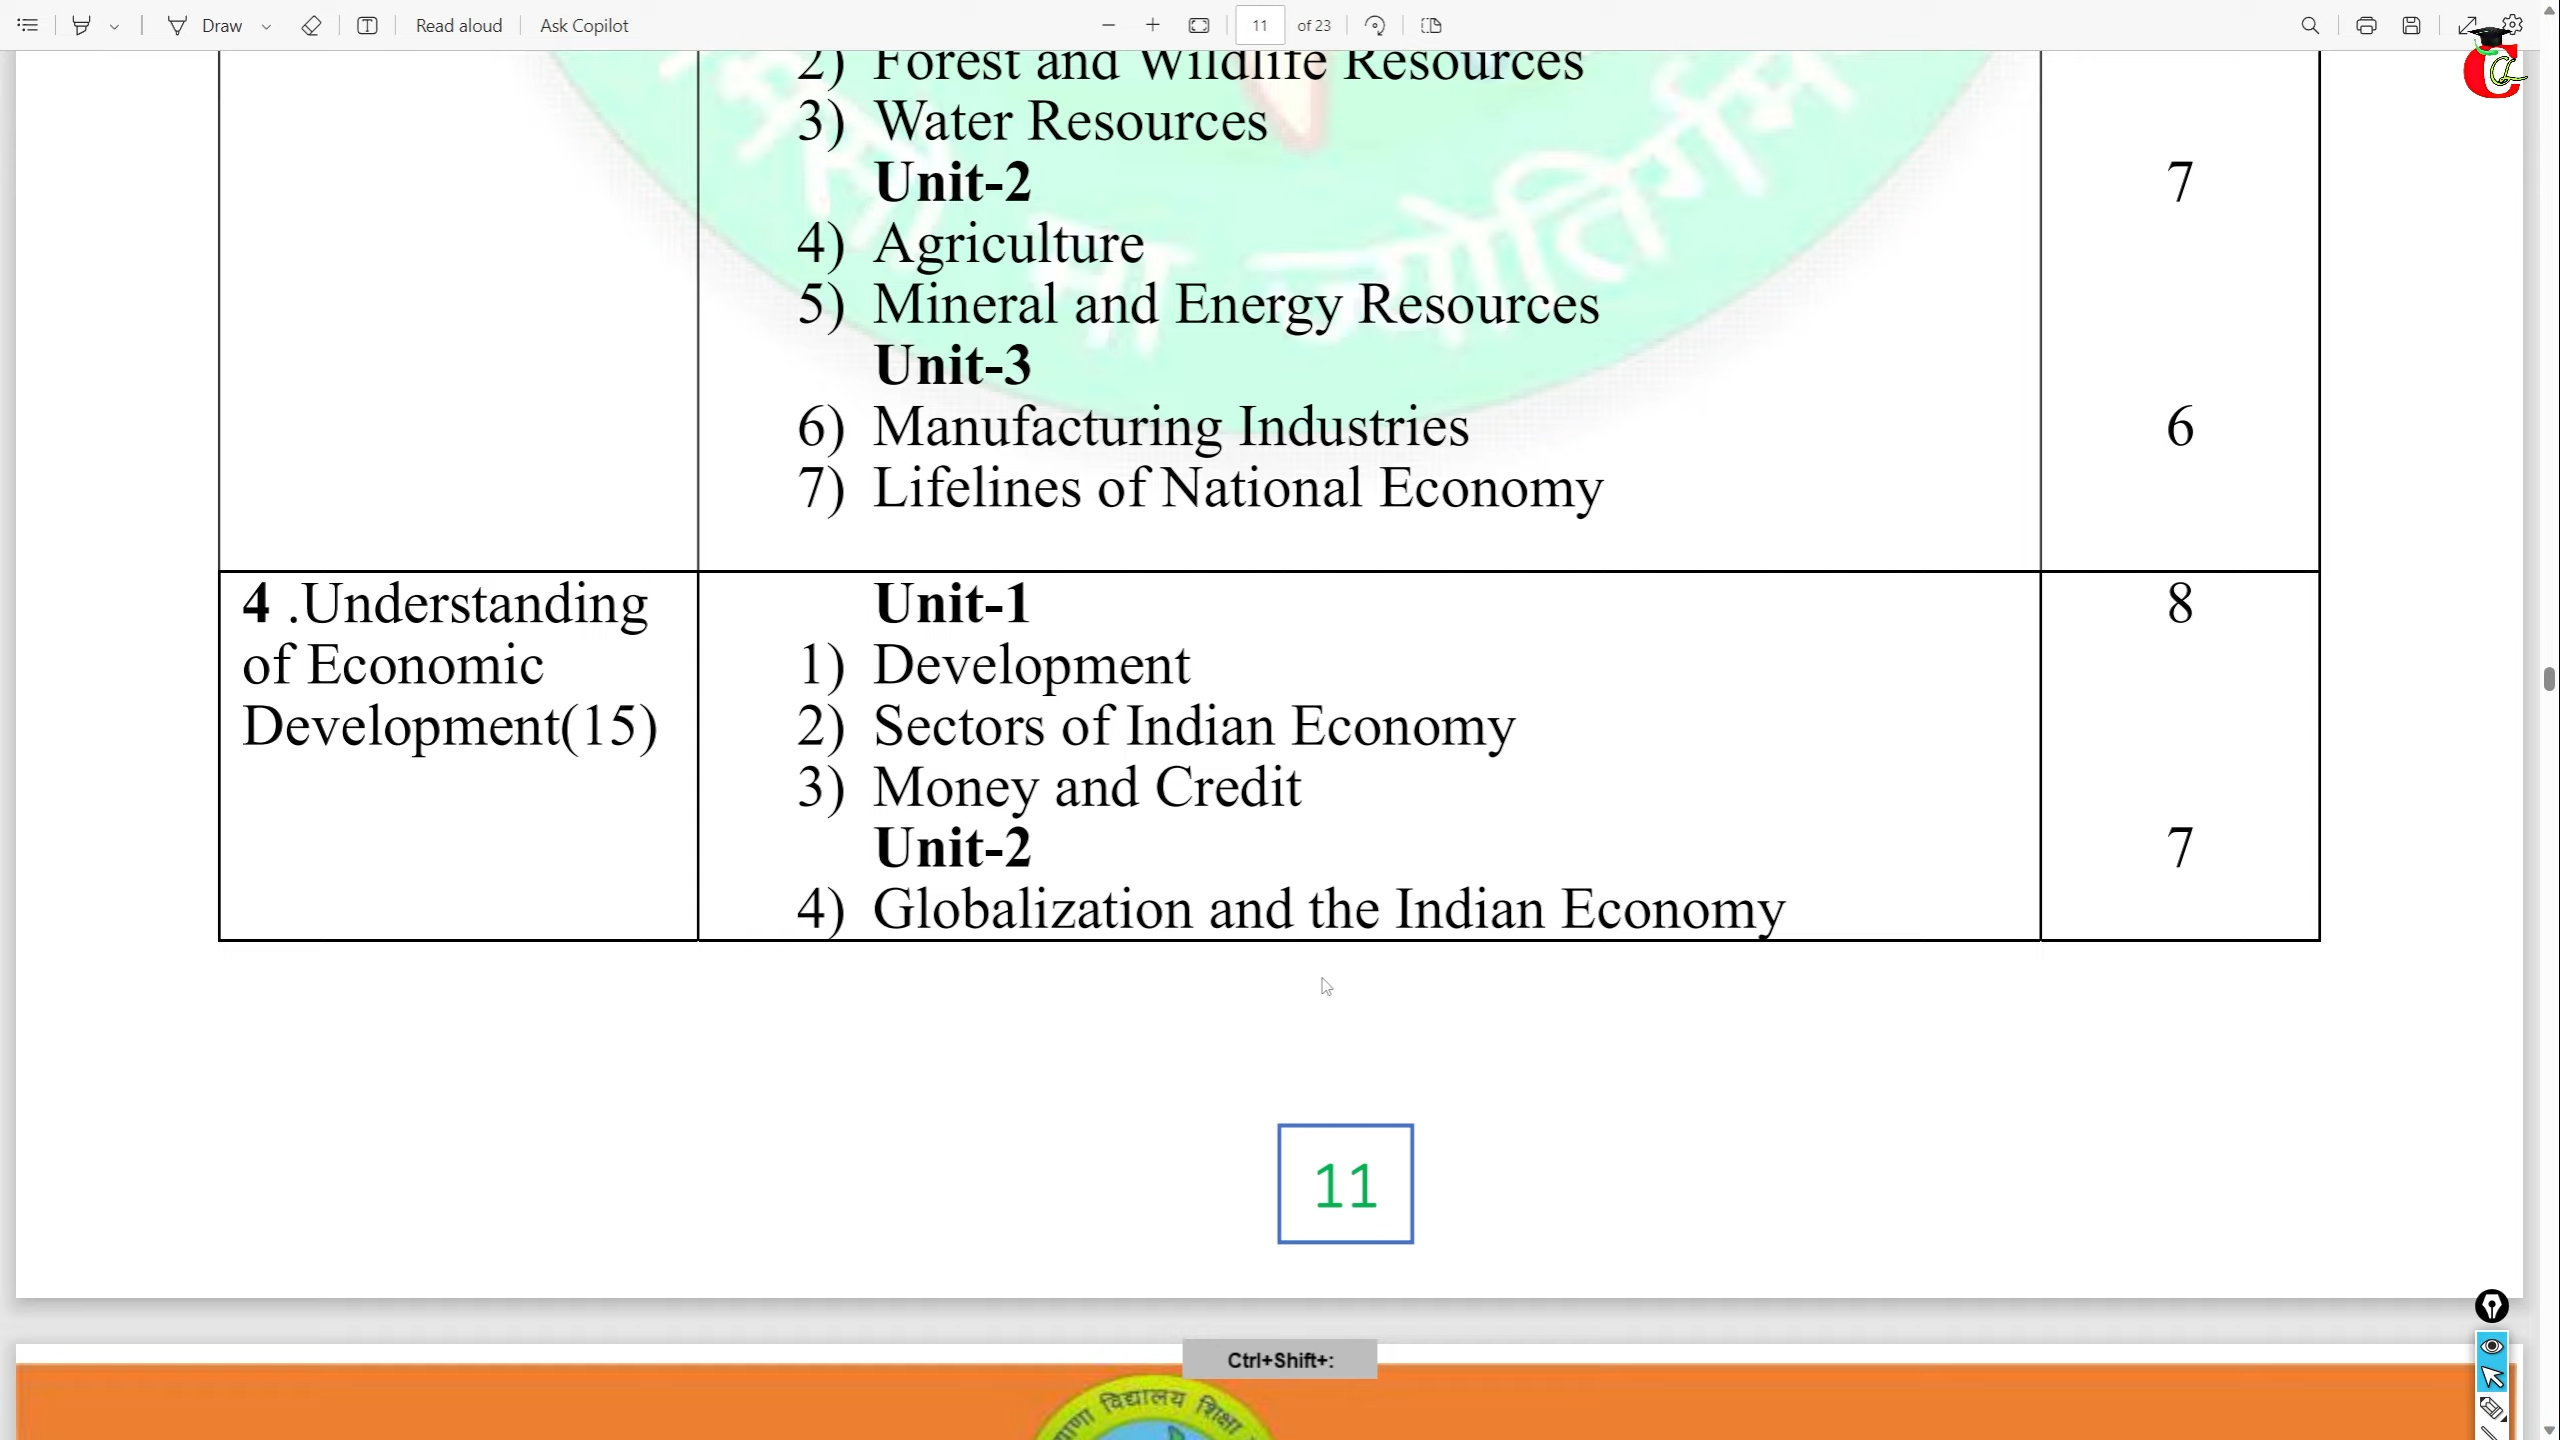 Draw
Read aloud
Ask Copilot
11 of 23
2) Forest and Wildlife Resources
3) Water Resources
Unit-2 7
4) Agriculture
5) Mineral and Energy Resources
Unit-3
6) Manufacturing Industries 6
7) Lifelines of National Economy
4 .Understanding Unit-1 8
of Economic 1) Development
Development(15) 2) Sectors of Indian Economy
3) Money and Credit
Unit-2 7
4) Globalization and the Indian Economy
मा ज्योतिर्गम
11
Ctrl+Shift+:
विद्यालय